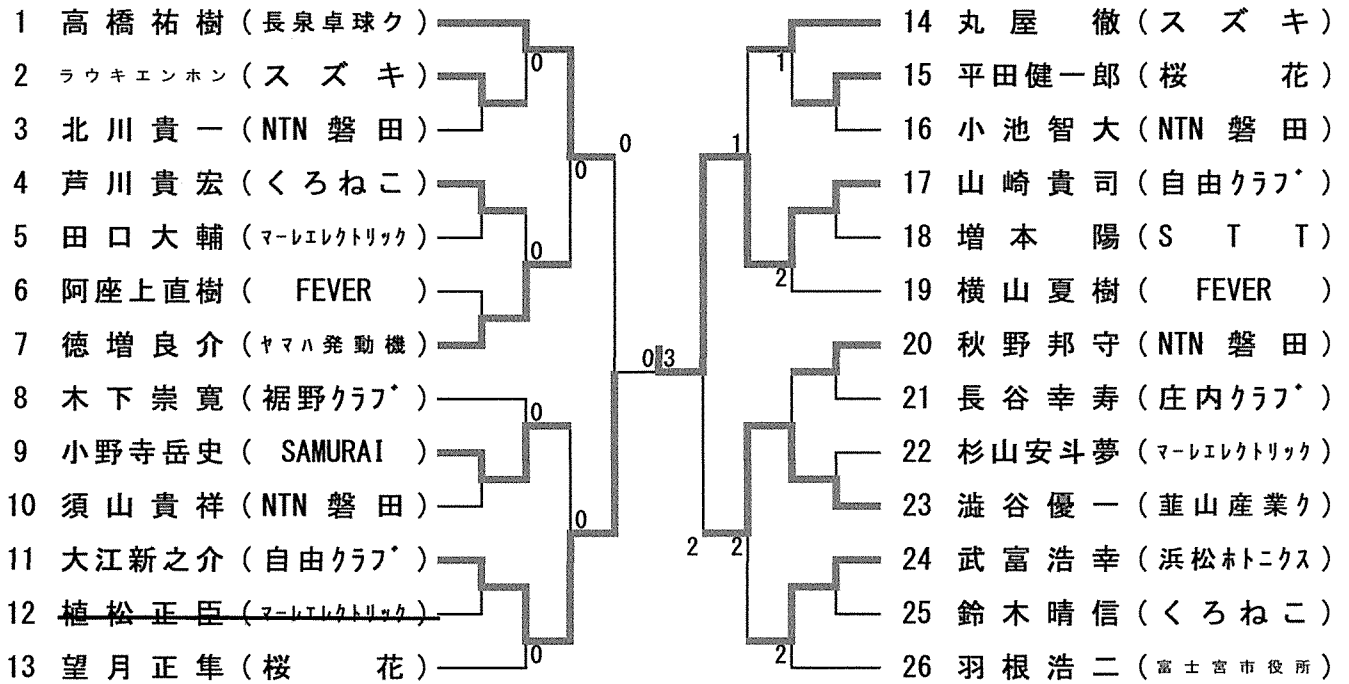 1 高橋祐樹(長泉卓球ク)
2 ラウキエンホン(スズキ)
3 北川貴一(NTN磐田)
4 芦川貴宏(くろねこ)
5 田口大輔(マーレエレクトリック)
6 阿座上直樹(FEVER)
7 徳増良介(ヤマハ発動機)
8 木下崇寛(裾野クラブ)
9 小野寺岳史(SAMURAI)
10 須山貴祥(NTN磐田)
11 大江新之介(自由クラブ)
12 植松正臣(マーレエレクトリック)
13 望月正隼(桜花)
0
0
0
0
0
0
0
0
0 3
14 丸屋徹(スズキ)
15 平田健一郎(桜花)
16 小池智大(NTN磐田)
17 山崎貴司(自由クラブ)
18 増本陽(STT)
19 横山夏樹(FEVER)
20 秋野邦守(NTN磐田)
21 長谷幸寿(庄内クラブ)
22 杉山安斗夢(マーレエレクトリック)
23 澁谷優一(韮山産業ク)
24 武富浩幸(浜松ホトニクス)
25 鈴木晴信(くろねこ)
26 羽根浩二(富士宮市役所)
1
1
2
2 2
2